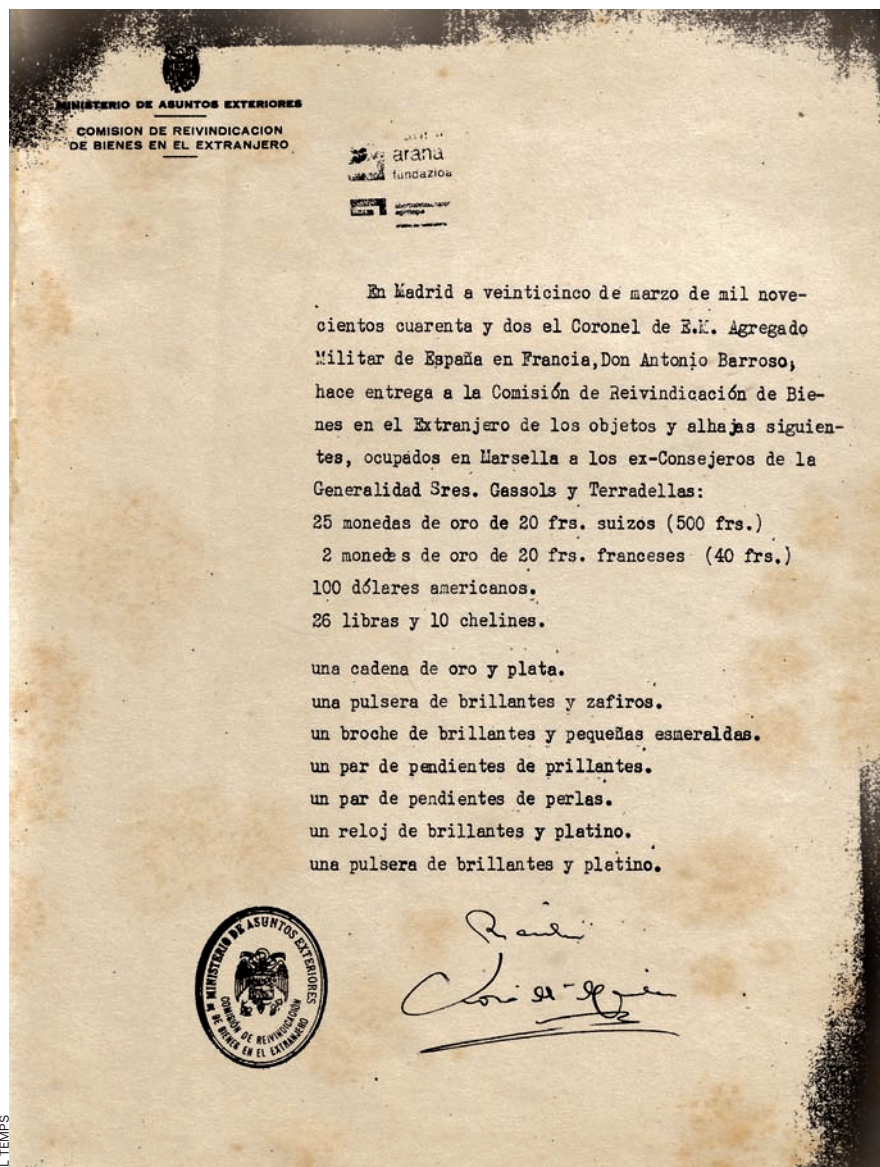 MINISTERIO DE ASUNTOS EXTERIORES
COMISION DE REIVINDICACION
DE BIENES EN EL EXTRANJERO
arana
fundazioa
En Madrid a veinticinco de marzo de mil nove-
cientos cuarenta y dos el Coronel de E.M. Agregado
Militar de España en Francia,Don Antonio Barroso,
hace entrega a la Comisión de Reivindicación de Bie-
nes en el Extranjero de los objetos y alhajas siguien-
tes, ocupados en Marsella a los ex-Consejeros de la
Generalidad Sres. Gassols y Terradellas:
25 monedas de oro de 20 frs. suizos (500 frs.)
2 monedes de oro de 20 frs. franceses (40 frs.)
100 dólares americanos.
26 libras y 10 chelines.
una cadena de oro y plata.
una pulsera de brillantes y zafiros.
un broche de brillantes y pequeñas esmeraldas.
un par de pendientes de prillantes.
un par de pendientes de perlas.
un reloj de brillantes y platino.
una pulsera de brillantes y platino.
Recibí
MINISTERIO DE ASUNTOS EXTERIORES
COMISIÓN DE REIVINDICACIÓN
DE BIENES EN EL EXTRANJERO
L TEMPS